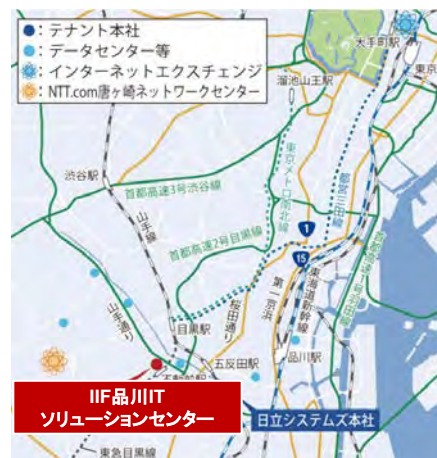 ●：テナント本社
●：データセンター等
：インターネットエクスチェンジ
：NTT.com唐ヶ崎ネットワークセンター
大手町駅
東京
溜池山王駅
東京メトロ南北線
都営三田線
渋谷駅
首都高速3号渋谷線
山手線
首都高速2号目黒線
1
15
首都高速1号羽田線
東海道新幹線
第一京浜
桜田通り
山手通り
目黒駅
五反田駅
品川駅
IIF品川IT
ソリューションセンター
日立システムズ本社
東急目黒線